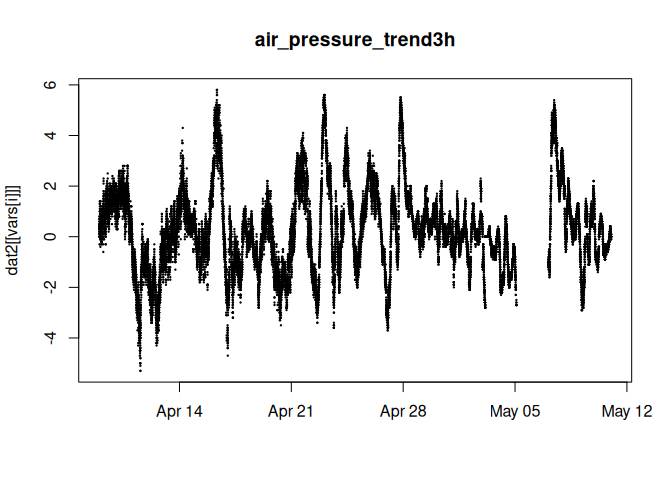 air_pressure_trend3h
dat2[[vars[i]]]
6
4
2
0
-2
-4
Apr 14
Apr 21
Apr 28
May 05
May 12